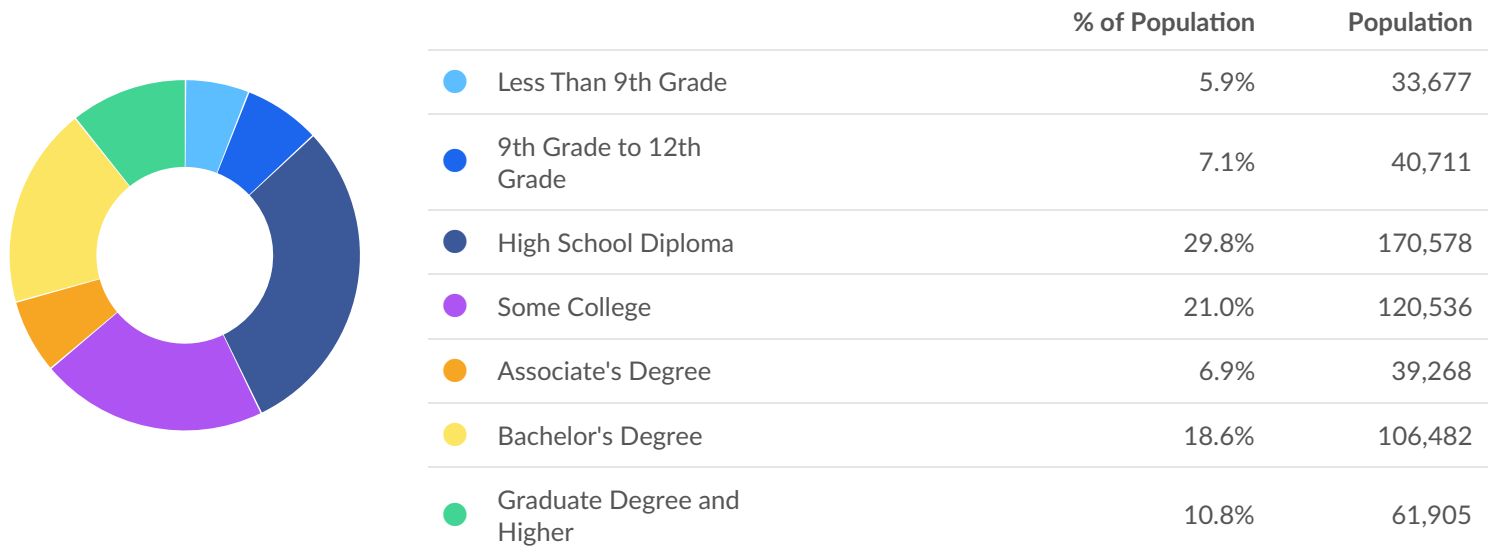 % of Population Population
Less Than 9th Grade 5.9% 33,677
9th Grade to 12th
Grade 7.1% 40,711
High School Diploma 29.8% 170,578
Some College 21.0% 120,536
Associate's Degree 6.9% 39,268
Bachelor's Degree 18.6% 106,482
Graduate Degree and
Higher 10.8% 61,905